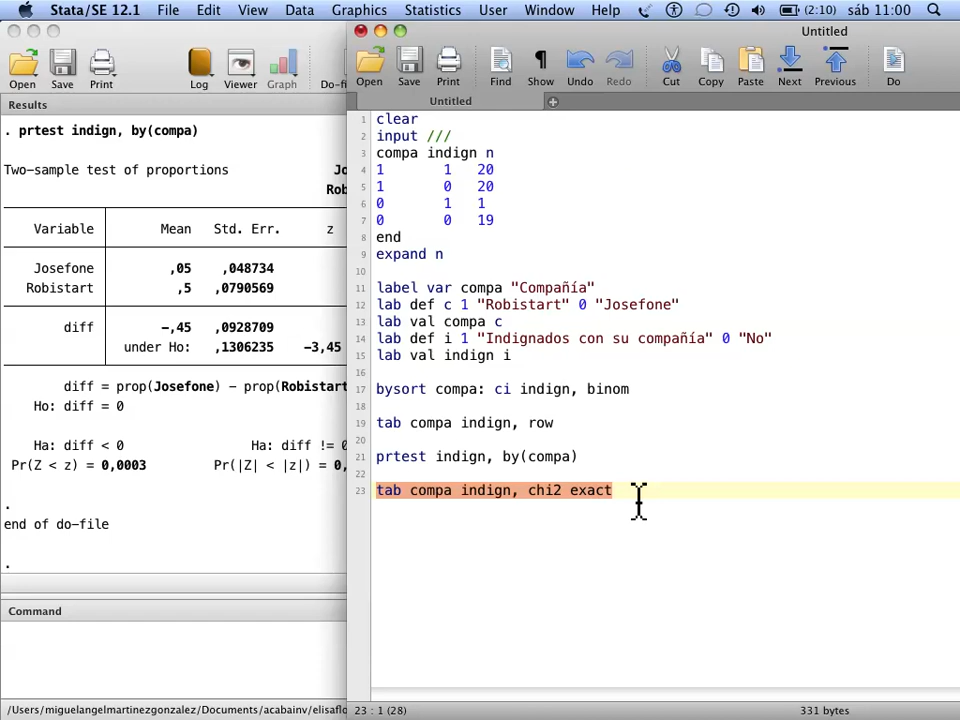 Stata/SE 12.1 File Edit View Data Graphics Statistics User Window Help (2:10) sáb 11:00
Open Save Print Log Viewer Graph Do-fi
Results
. prtest indign, by(compa)
Two-sample test of proportions Jo
Rob
Variable Mean Std. Err. z
Josefone ,05 ,048734
Robistart ,5 ,0790569
diff -,45 ,0928709
under Ho: ,1306235 -3,45
diff = prop(Josefone) - prop(Robistart
Ho: diff = 0
Ha: diff < 0 Ha: diff != 0
Pr(Z < z) = 0,0003 Pr(|Z| < |z|) = 0,
.
end of do-file
.
Command
/Users/miguelangelmartinezgonzalez/Documents/acabainv/elisaflo
Untitled
Open Save Print Find Show Undo Redo Cut Copy Paste Next Previous Do
Untitled
1 clear
2 input ///
3 compa indign n
4 1 1 20
5 1 0 20
6 0 1 1
7 0 0 19
8 end
9 expand n
10
11 label var compa "Compañía"
12 lab def c 1 "Robistart" 0 "Josefone"
13 lab val compa c
14 lab def i 1 "Indignados con su compañía" 0 "No"
15 lab val indign i
16
17 bysort compa: ci indign, binom
18
19 tab compa indign, row
20
21 prtest indign, by(compa)
22
23 tab compa indign, chi2 exact
23 : 1 (28) 331 bytes